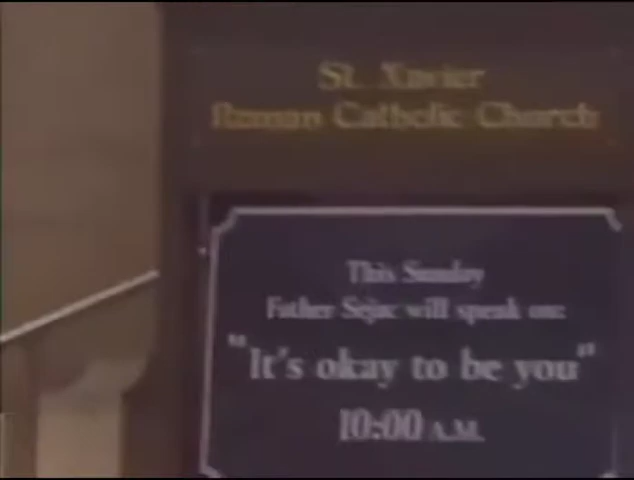 St. Xavier
Roman Catholic Church
This Sunday
Father Sejac will speak on:
"It's okay to be you"
10:00 A.M.